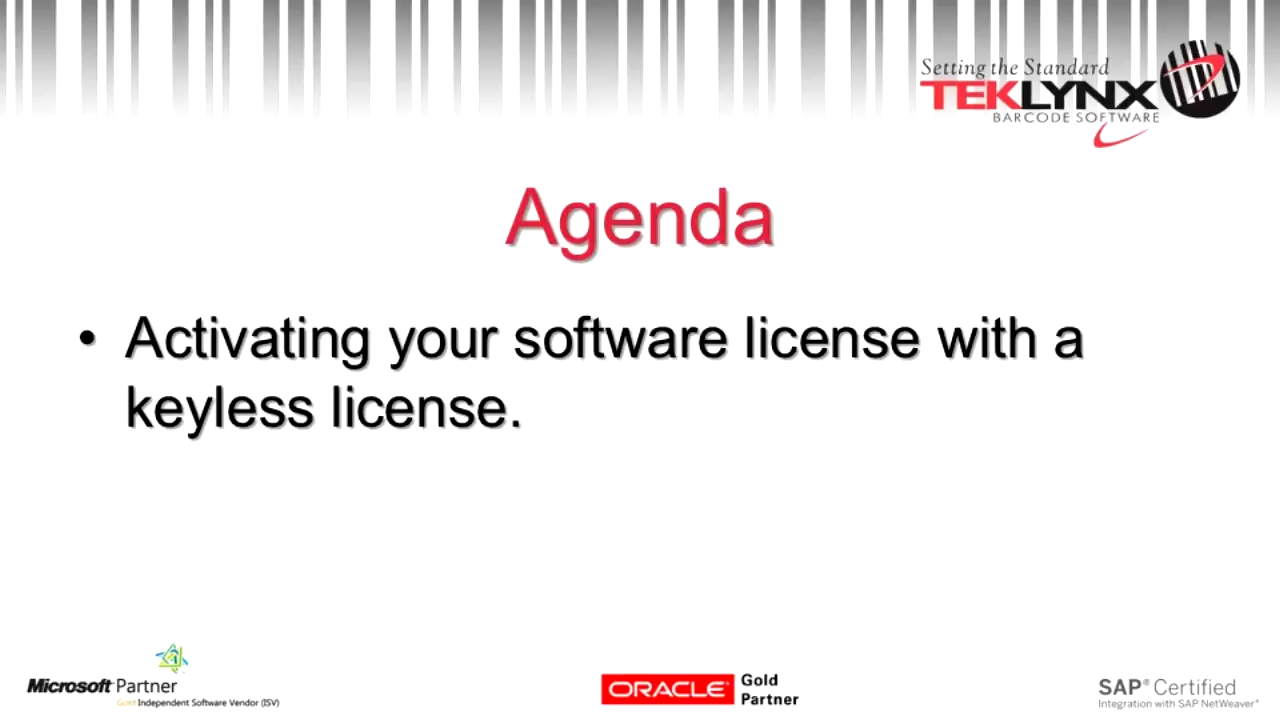 Setting the Standard
TEKLYNX
BARCODE SOFTWARE
Agenda
• Activating your software license with a
keyless license.
Microsoft Partner
Gold Independent Software Vendor (ISV)
ORACLE® Gold
Partner
SAP® Certified
Integration with SAP NetWeaver®